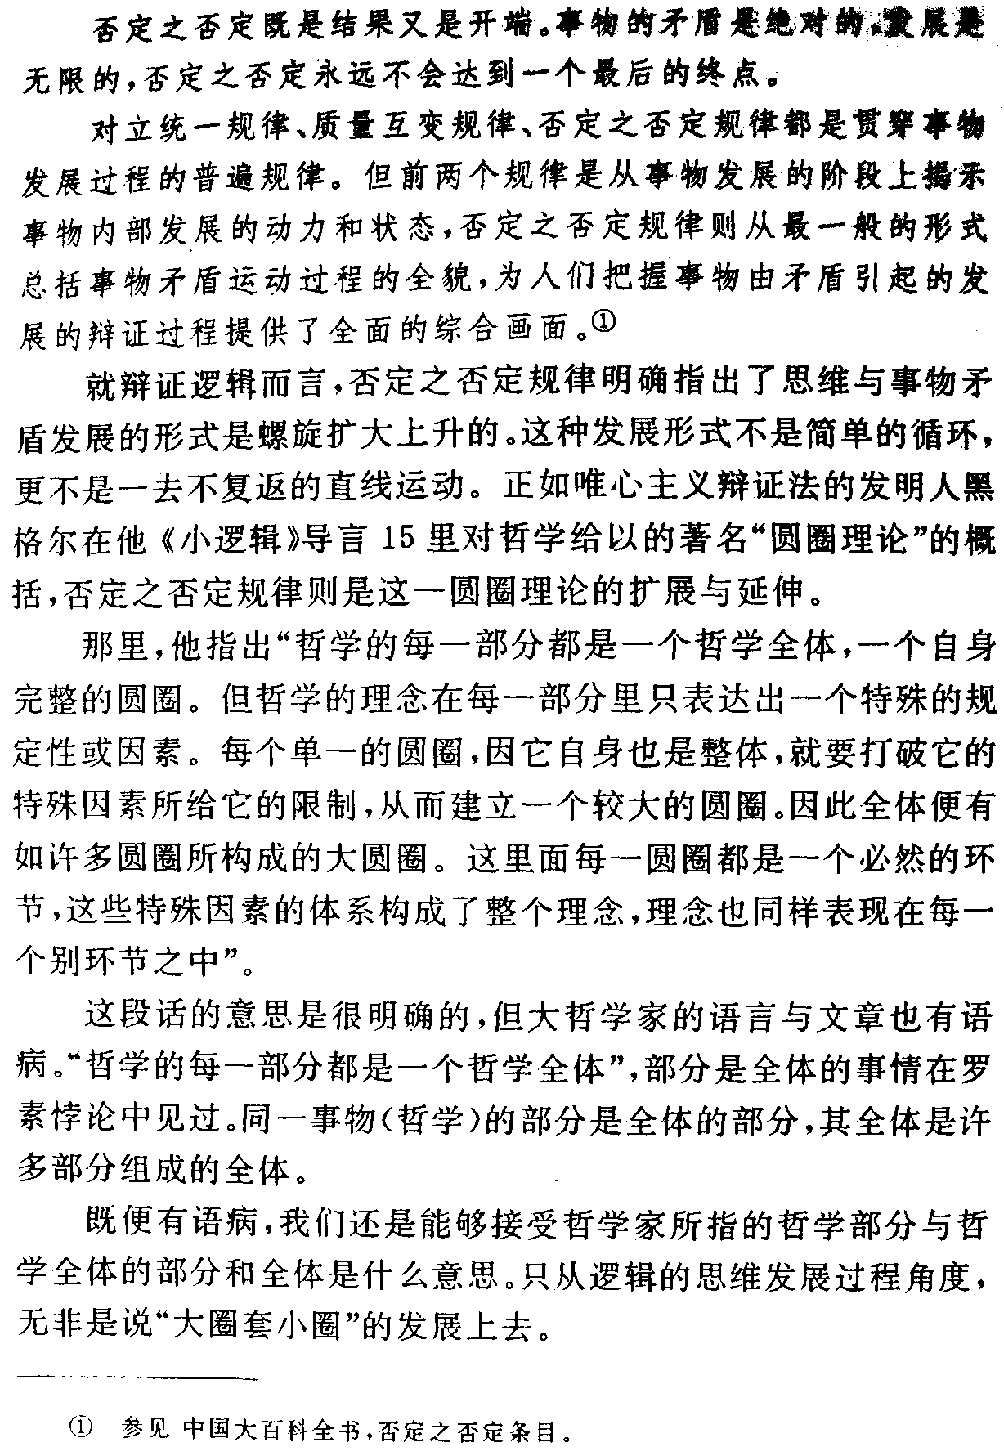 否定之否定既是结果又是开端。事物的矛盾是绝对的,发展是
无限的,否定之否定永远不会达到一个最后的终点。
对立统一规律、质量互变规律、否定之否定规律都是贯穿事物
发展过程的普遍规律。但前两个规律是从事物发展的阶段上揭示
事物内部发展的动力和状态,否定之否定规律则从最一般的形式
总括事物矛盾运动过程的全貌,为人们把握事物由矛盾引起的发
展的辩证过程提供了全面的综合画面。①
就辩证逻辑而言,否定之否定规律明确指出了思维与事物矛
盾发展的形式是螺旋扩大上升的。这种发展形式不是简单的循环,
更不是一去不复返的直线运动。正如唯心主义辩证法的发明人黑
格尔在他《小逻辑》导言 15 里对哲学给以的著名“圆圈理论”的概
括,否定之否定规律则是这一圆圈理论的扩展与延伸。
那里,他指出“哲学的每一部分都是一个哲学全体,一个自身
完整的圆圈。但哲学的理念在每一部分里只表达出一个特殊的规
定性或因素。每个单一的圆圈,因它自身也是整体,就要打破它的
特殊因素所给它的限制,从而建立一个较大的圆圈。因此全体便有
如许多圆圈所构成的大圆圈。这里面每一圆圈都是一个必然的环
节,这些特殊因素的体系构成了整个理念,理念也同样表现在每一
个别环节之中”。
这段话的意思是很明确的,但大哲学家的语言与文章也有语
病。“哲学的每一部分都是一个哲学全体”,部分是全体的事情在罗
素悖论中见过。同一事物(哲学)的部分是全体的部分,其全体是许
多部分组成的全体。
既便有语病,我们还是能够接受哲学家所指的哲学部分与哲
学全体的部分和全体是什么意思。只从逻辑的思维发展过程角度,
无非是说“大圈套小圈”的发展上去。
① 参见 中国大百科全书,否定之否定条目。